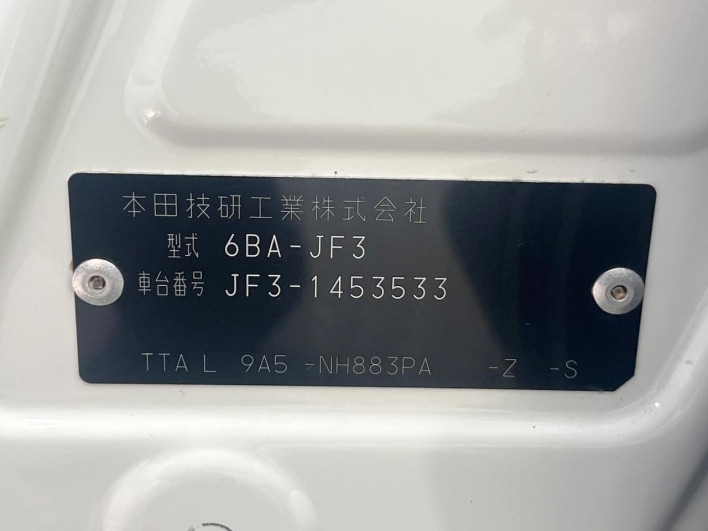 本田技研工業株式会社
型式 6BA-JF3
車台番号 JF3-1453533
TTA L 9A5 -NH883PA -Z -S